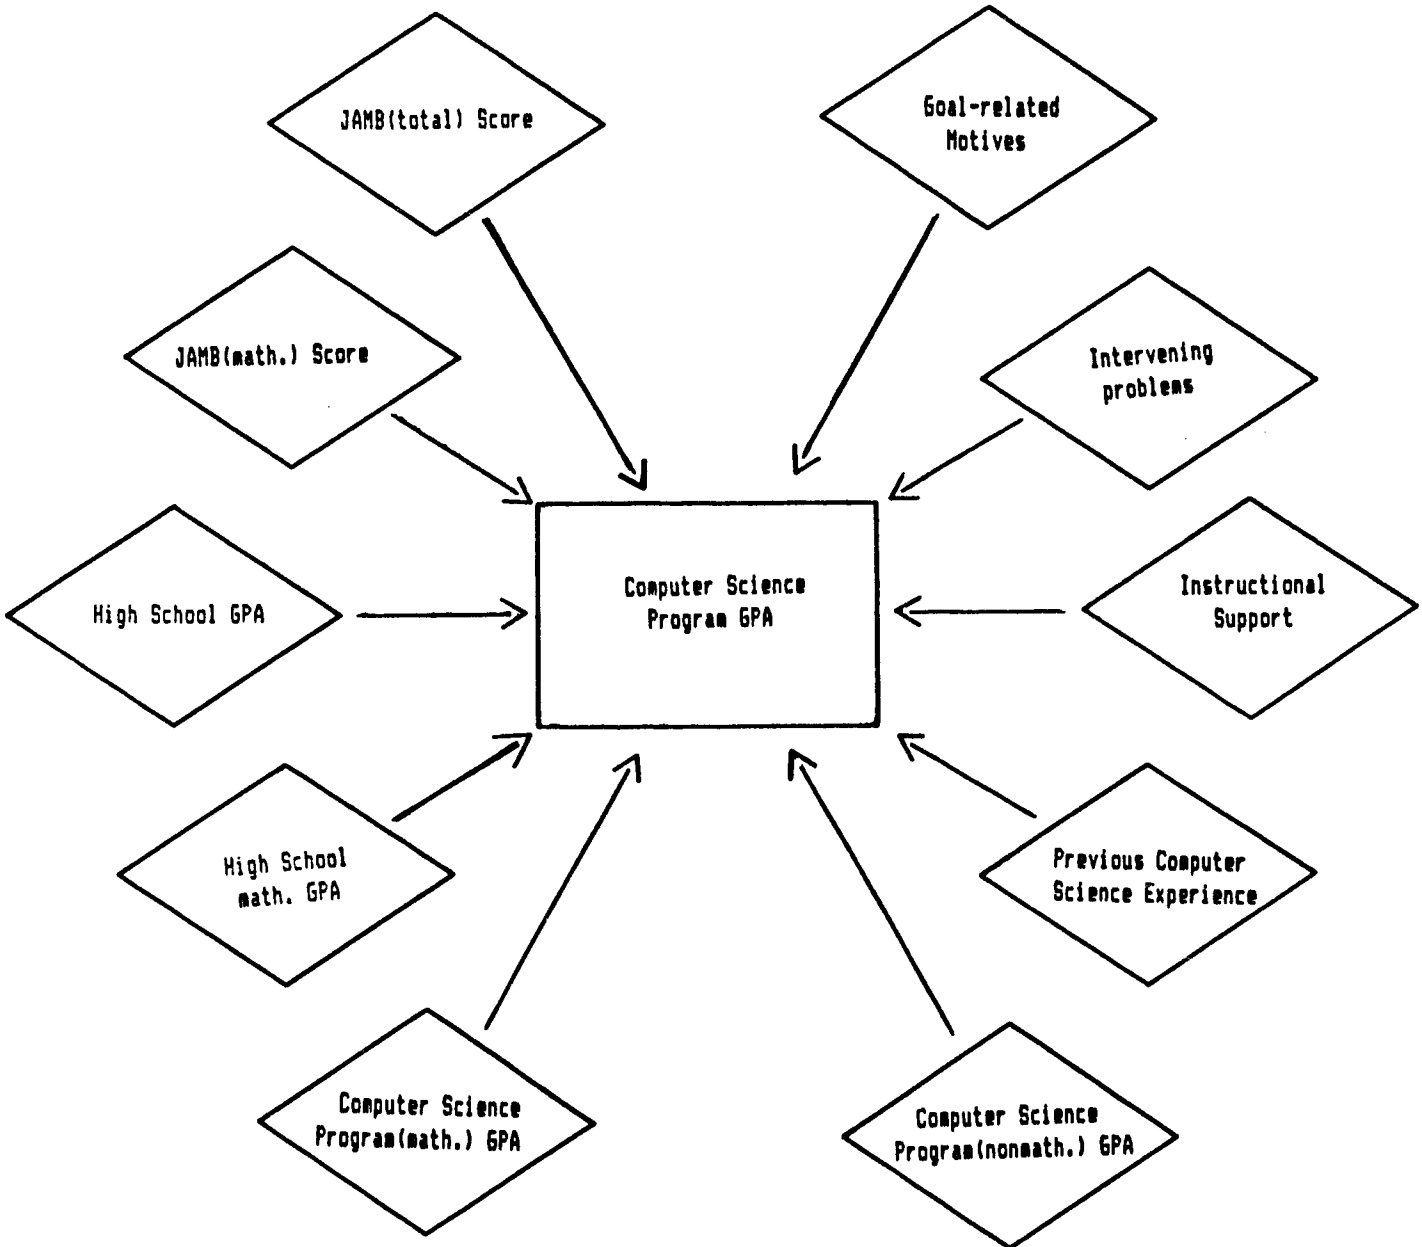 JAMB(total) Score
Goal-related
Motives
JAMB(math.) Score
Intervening
problems
High School GPA
Computer Science
Program GPA
Instructional
Support
High School
math. GPA
Previous Computer
Science Experience
Computer Science
Program(math.) GPA
Computer Science
Program(nonmath.) GPA